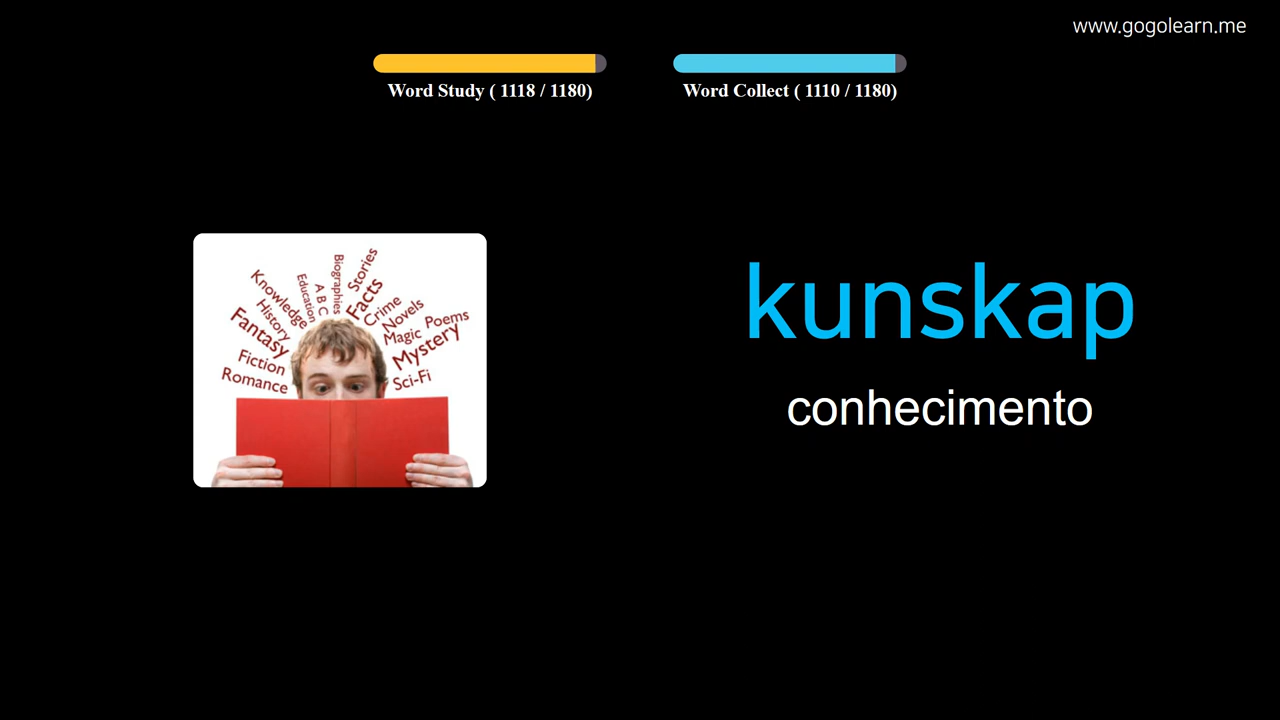 www.gogolearn.me
Word Study ( 1118 / 1180)
Word Collect ( 1110 / 1180)
Knowledge
History
Fantasy
Fiction
Romance
Education
A B C
Biographies
Stories
Facts
Crime
Novels
Magic
Poems
Mystery
Sci-Fi
kunskap
conhecimento